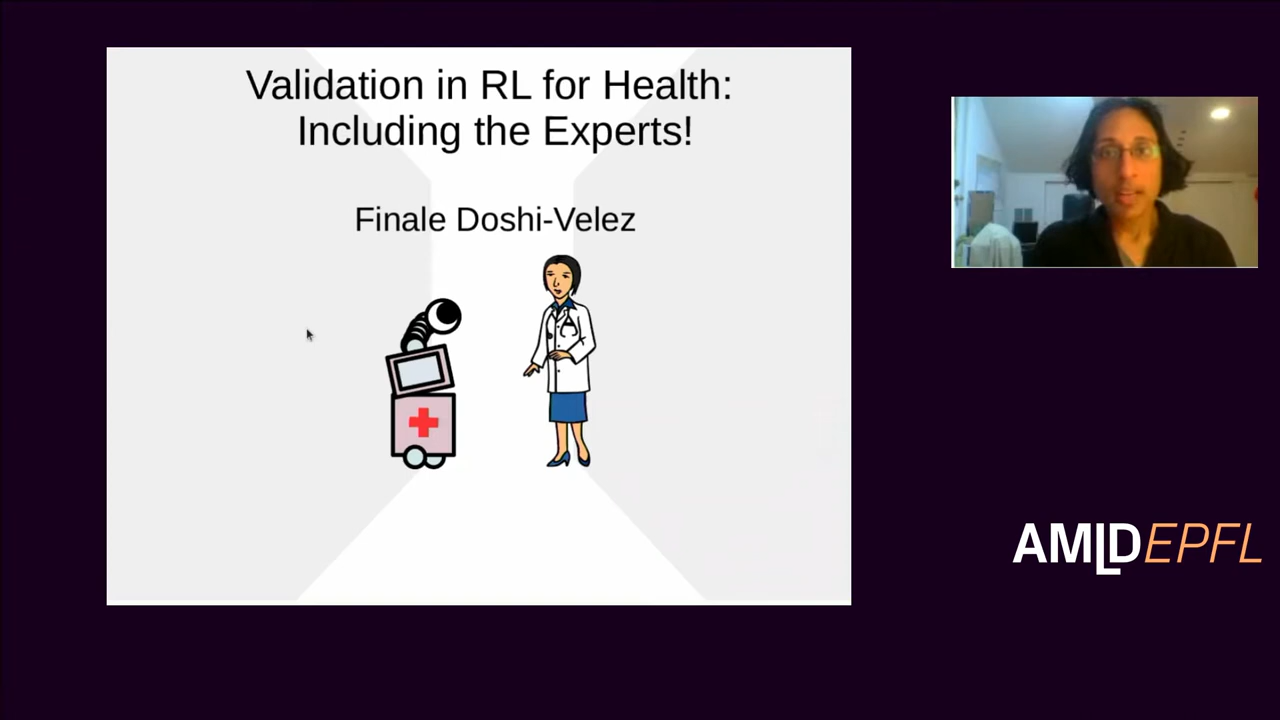 Validation in RL for Health:
Including the Experts!
Finale Doshi-Velez
AMLDEPFL